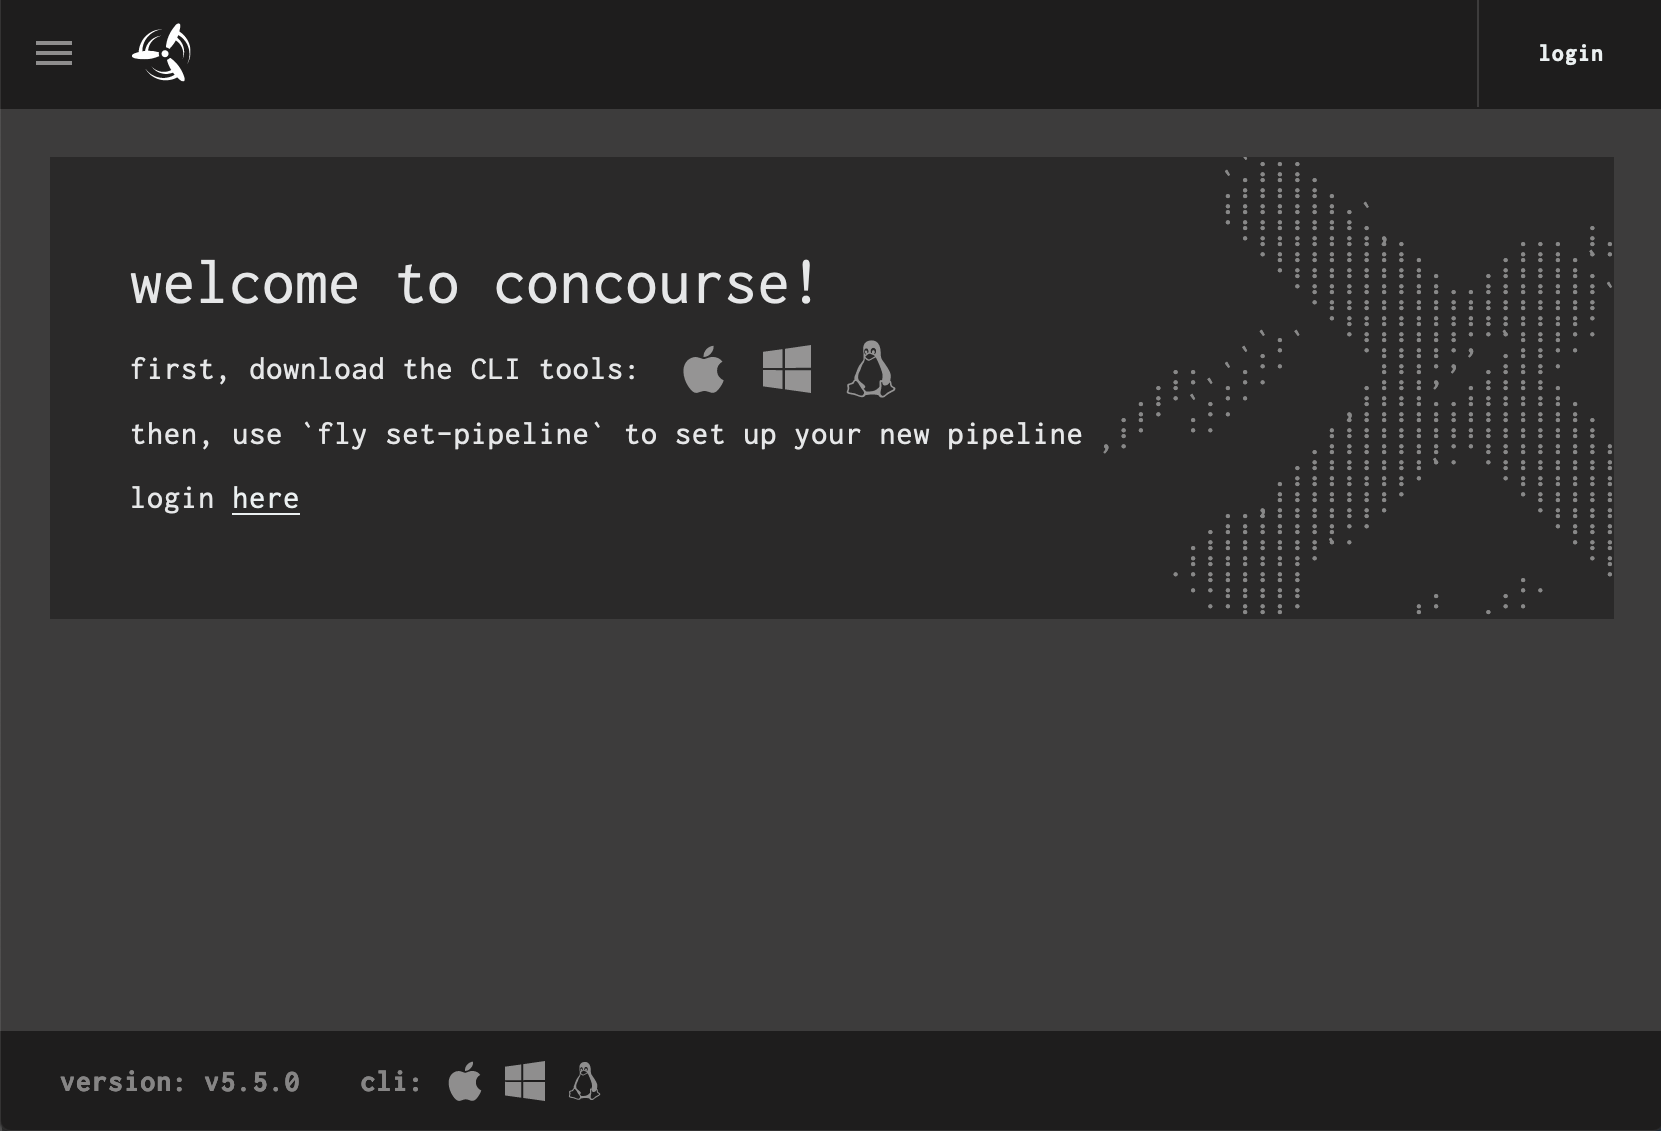 login
welcome to concourse!
first, download the CLI tools:
then, use `fly set-pipeline` to set up your new pipeline
login here
version: v5.5.0 cli: